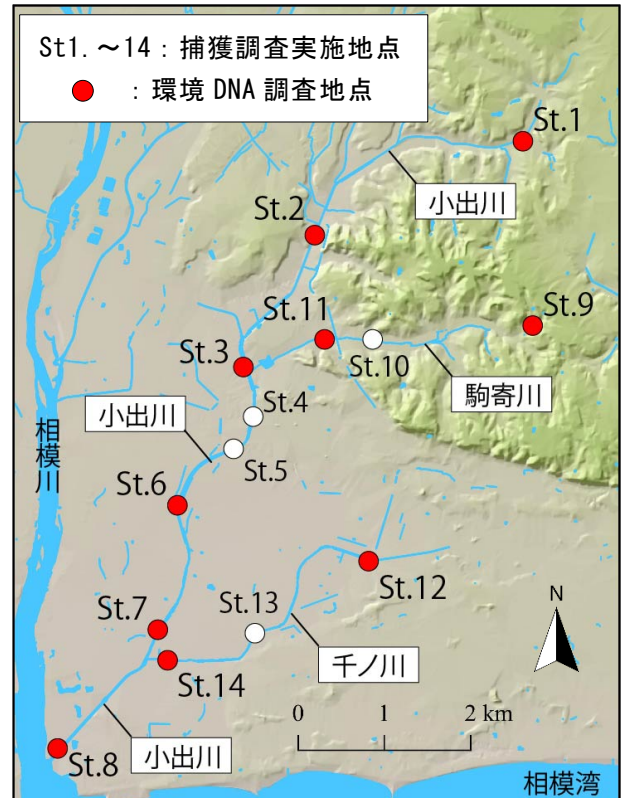 St1.～14：捕獲調査実施地点
：環境DNA調査地点
St.1
小出川
St.2
St.9
St.11
St.10
St.3
駒寄川
St.4
小出川
St.5
相模川
St.6
St.12
N
St.13
St.7
千ノ川
St.14
0 1 2 km
St.8
小出川
相模湾